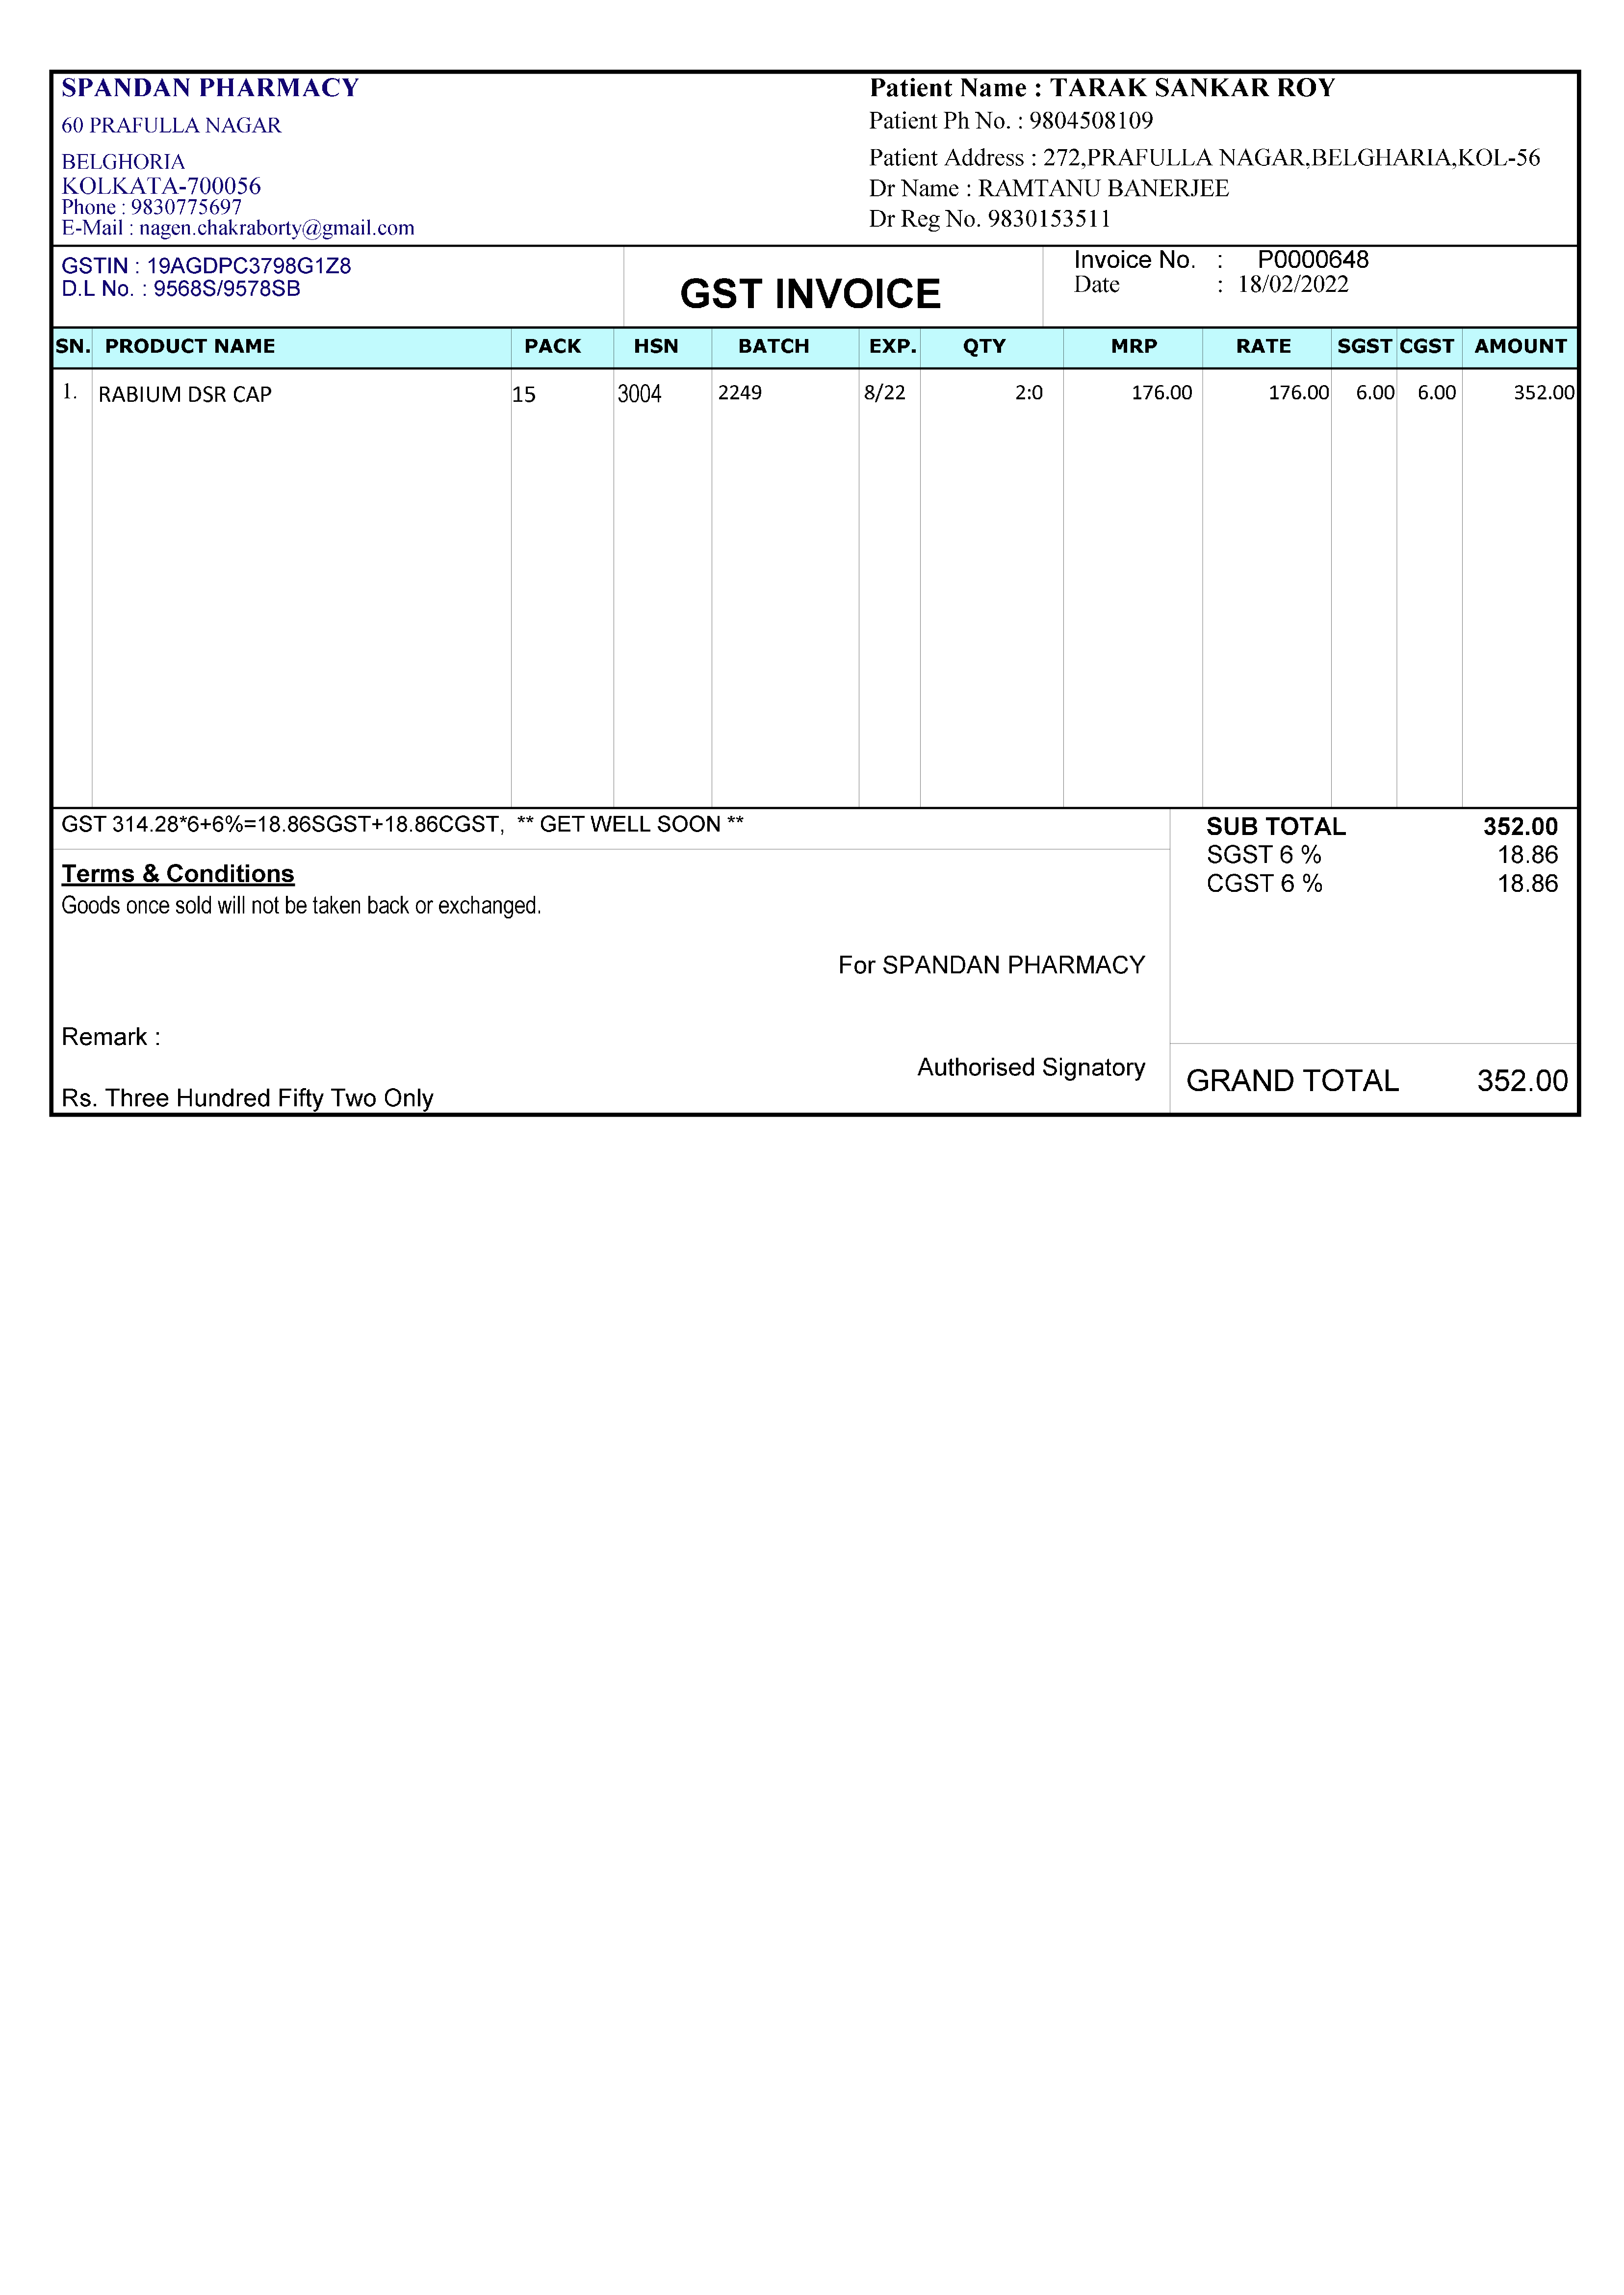 SPANDAN PHARMACY
60 PRAFULLA NAGAR
BELGHORIA
KOLKATA-700056
Phone : 9830775697
E-Mail : nagen.chakraborty@gmail.com
Patient Name : TARAK SANKAR ROY
Patient Ph No. : 9804508109
Patient Address : 272,PRAFULLA NAGAR,BELGHARIA,KOL-56
Dr Name : RAMTANU BANERJEE
Dr Reg No. 9830153511
GSTIN : 19AGDPC3798G1Z8
D.L No. : 9568S/9578SB
GST INVOICE
Invoice No. : P0000648
Date : 18/02/2022
SN. PRODUCT NAME PACK HSN BATCH EXP. QTY MRP RATE SGST CGST AMOUNT
1. RABIUM DSR CAP 15 3004 2249 8/22 2:0 176.00 176.00 6.00 6.00 352.00
GST 314.28*6+6%=18.86SGST+18.86CGST, ** GET WELL SOON **
Terms & Conditions
Goods once sold will not be taken back or exchanged.
For SPANDAN PHARMACY
Remark :
Authorised Signatory
Rs. Three Hundred Fifty Two Only
SUB TOTAL 352.00
SGST 6 % 18.86
CGST 6 % 18.86
GRAND TOTAL 352.00